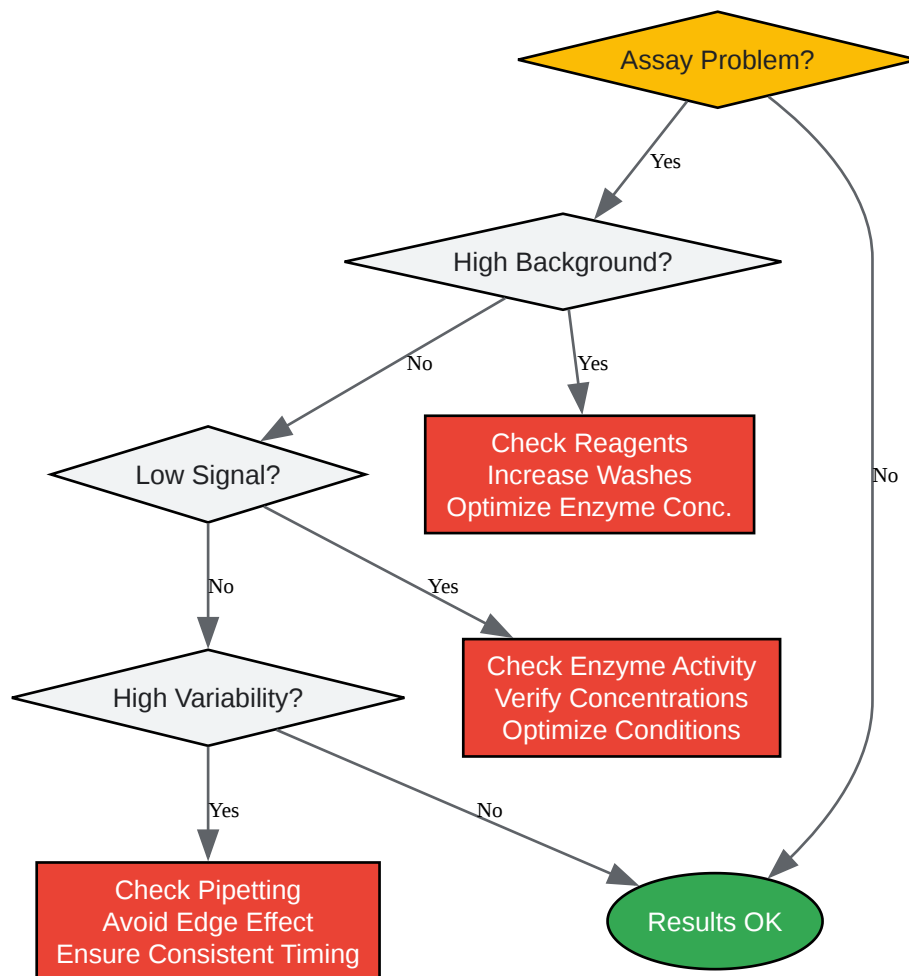 Assay Problem?
Yes
High Background?
No
Yes
Check Reagents
Increase Washes
Optimize Enzyme Conc.
Low Signal?
No
No
Yes
Check Enzyme Activity
Verify Concentrations
Optimize Conditions
High Variability?
Yes
No
Check Pipetting
Avoid Edge Effect
Ensure Consistent Timing
Results OK